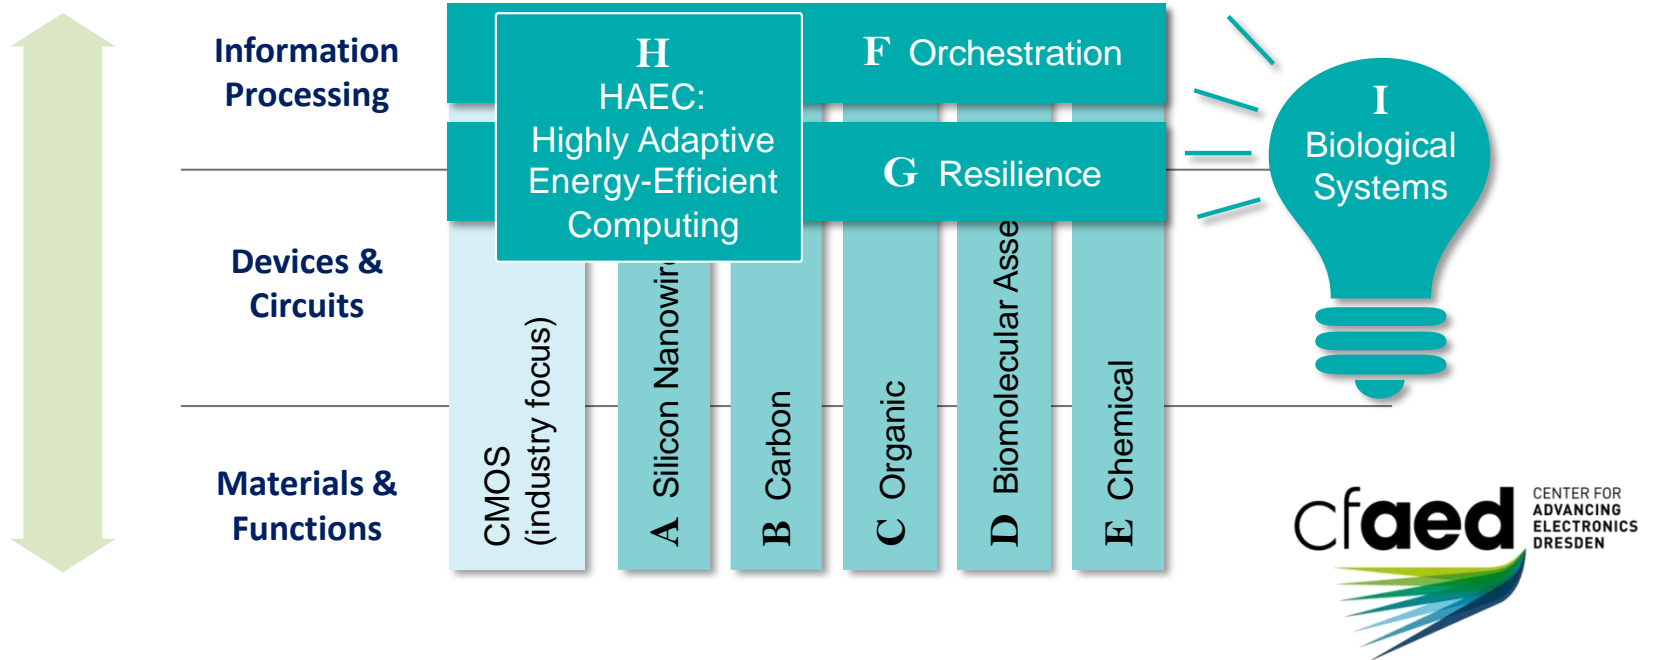 Information
Processing
Devices &
Circuits
Materials &
Functions
H
HAEC:
Highly Adaptive
Energy-Efficient
Computing
F Orchestration
G Resilience
CMOS
(industry focus)
A Silicon Nanowire
B Carbon
C Organic
D Biomolecular Asse
E Chemical
I
Biological
Systems
cfaed
CENTER FOR
ADVANCING
ELECTRONICS
DRESDEN